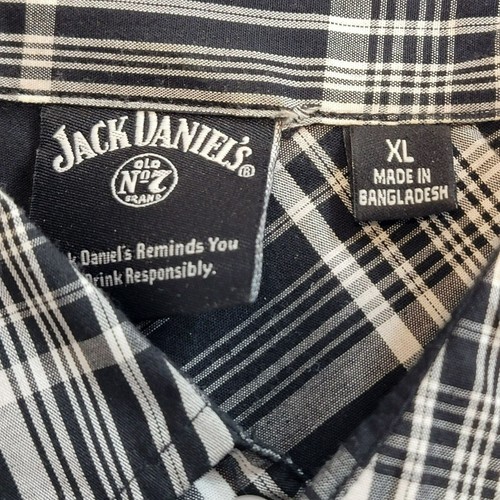 JACK DANIEL'S®
OLD
Nº7
BRAND
Daniel's Reminds You
Drink Responsibly.
XL
MADE IN
BANGLADESH